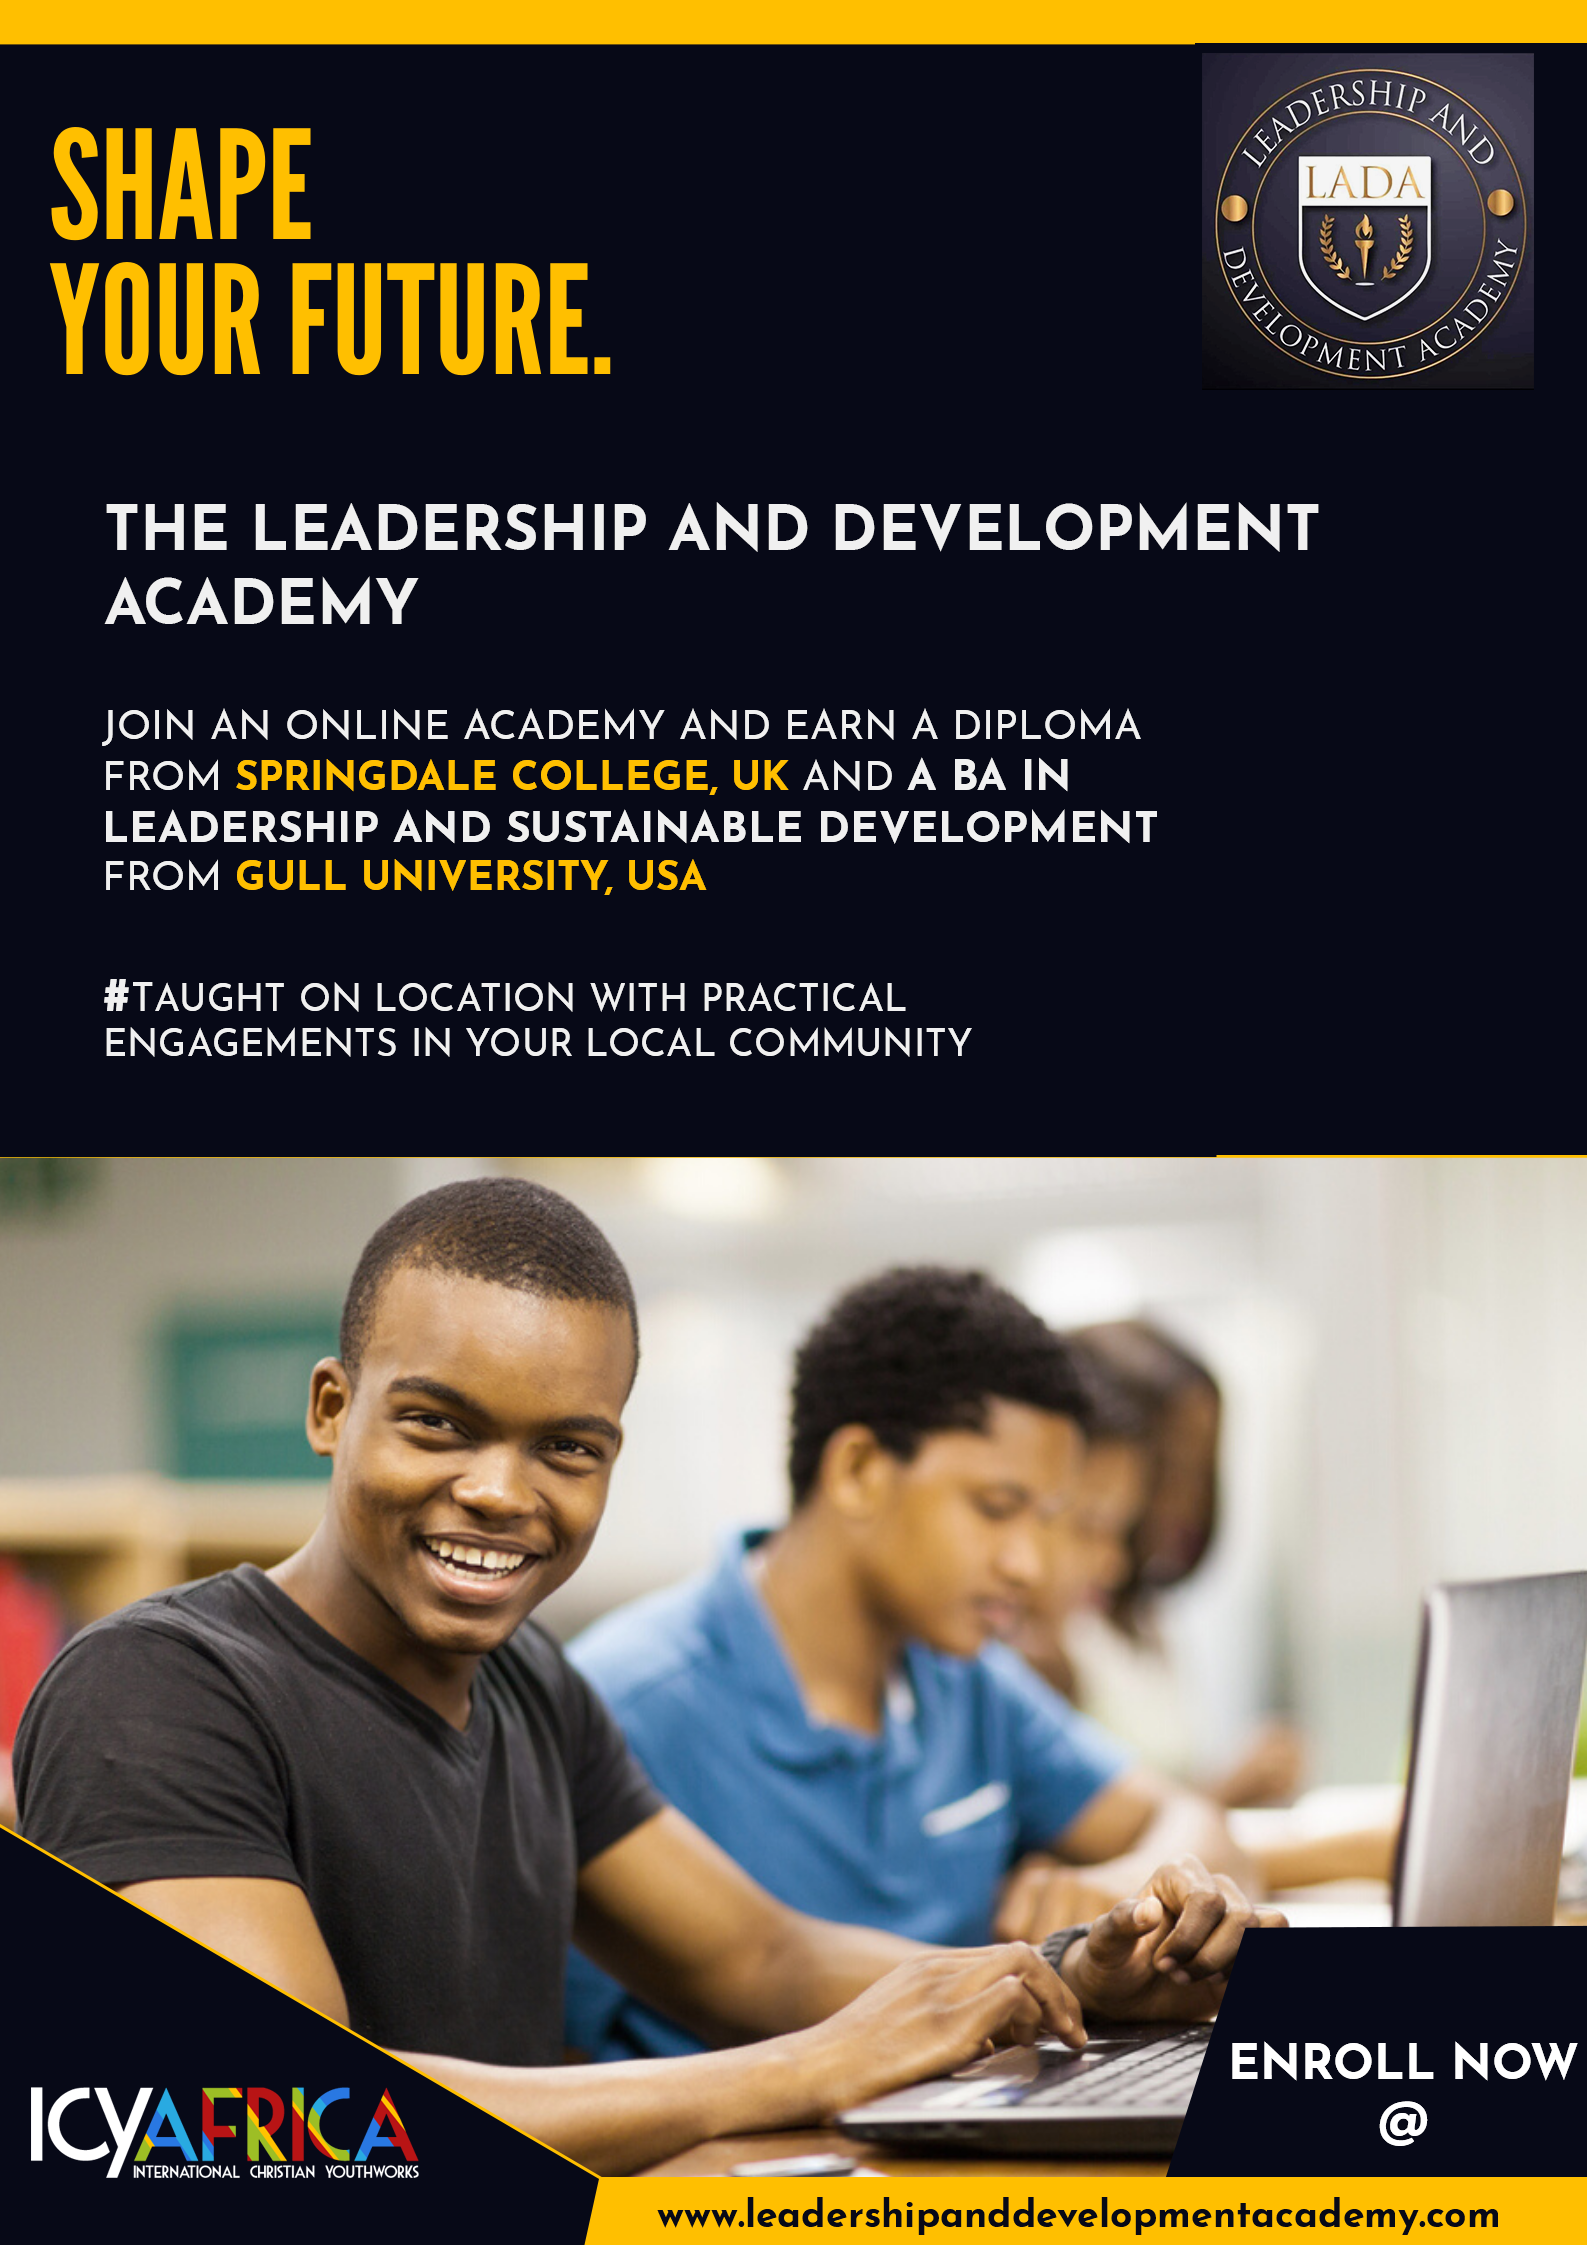 SHAPE
YOUR FUTURE.
LEADERSHIP AND
LADA
DEVELOPMENT ACADEMY
THE LEADERSHIP AND DEVELOPMENT
ACADEMY
JOIN AN ONLINE ACADEMY AND EARN A DIPLOMA
FROM SPRINGDALE COLLEGE, UK AND A BA IN
LEADERSHIP AND SUSTAINABLE DEVELOPMENT
FROM GULL UNIVERSITY, USA
#TAUGHT ON LOCATION WITH PRACTICAL
ENGAGEMENTS IN YOUR LOCAL COMMUNITY
ENROLL NOW
@
ICYAFRICA
INTERNATIONAL CHRISTIAN YOUTHWORKS
www.leadershipanddevelopmentacademy.com